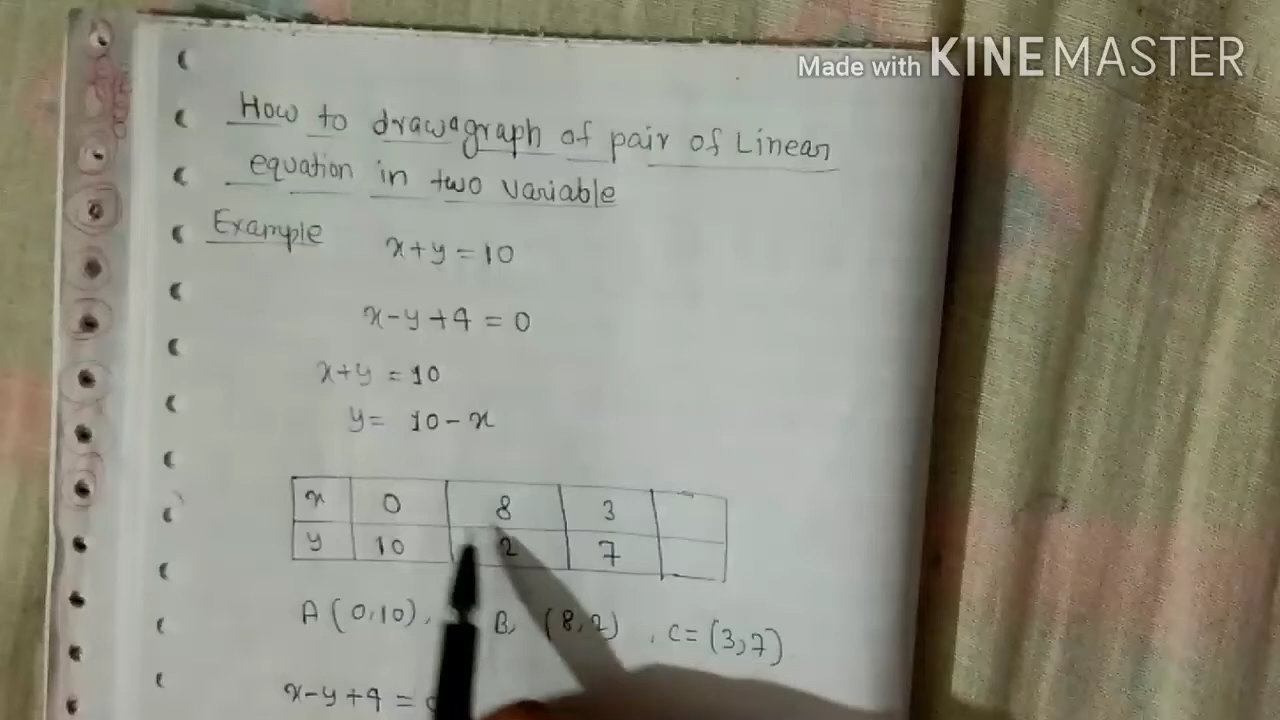 Made with KINEMASTER
How to draw a graph of pair of Linear
equation in two variable
Example x+y=10
x-y+4=0
x+y=10
y= 10-x
x 0 8 3
y 10 2 7
A(0,10), B, (8,2), C=(3,7)
x-y+4=